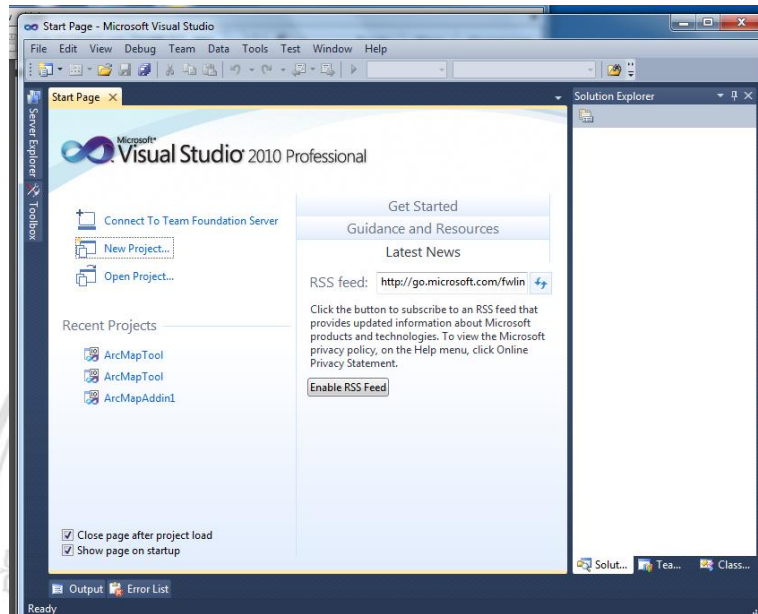 Start Page - Microsoft Visual Studio
File Edit View Debug Team Data Tools Test Window Help
Server Explorer
Toolbox
Start Page
Microsoft®
Visual Studio® 2010 Professional
Connect To Team Foundation Server
New Project...
Open Project...
Recent Projects
ArcMapTool
ArcMapTool
ArcMapAddin1
Close page after project load
Show page on startup
Get Started
Guidance and Resources
Latest News
RSS feed: http://go.microsoft.com/fwlin
Click the button to subscribe to an RSS feed that
provides updated information about Microsoft
products and technologies. To view the Microsoft
privacy policy, on the Help menu, click Online
Privacy Statement.
Enable RSS Feed
Solution Explorer
Solut... Tea... Class...
Output Error List
Ready